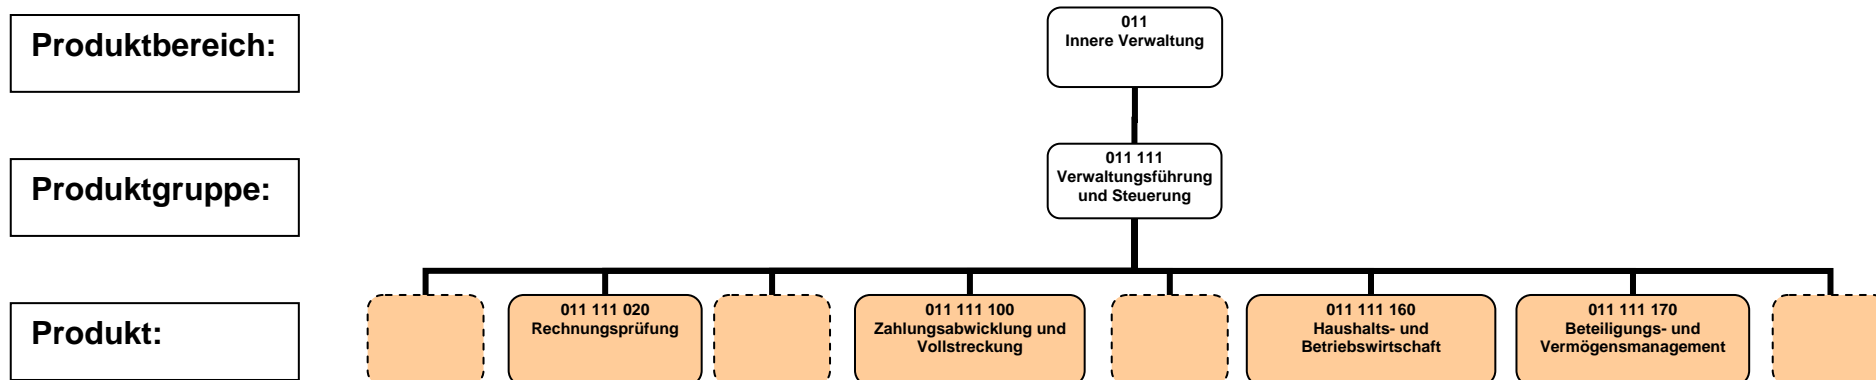 Produktbereich:
011
Innere Verwaltung
Produktgruppe:
011 111
Verwaltungsführung
und Steuerung
Produkt:
011 111 020
Rechnungsprüfung
011 111 100
Zahlungsabwicklung und
Vollstreckung
011 111 160
Haushalts- und
Betriebswirtschaft
011 111 170
Beteiligungs- und
Vermögensmanagement